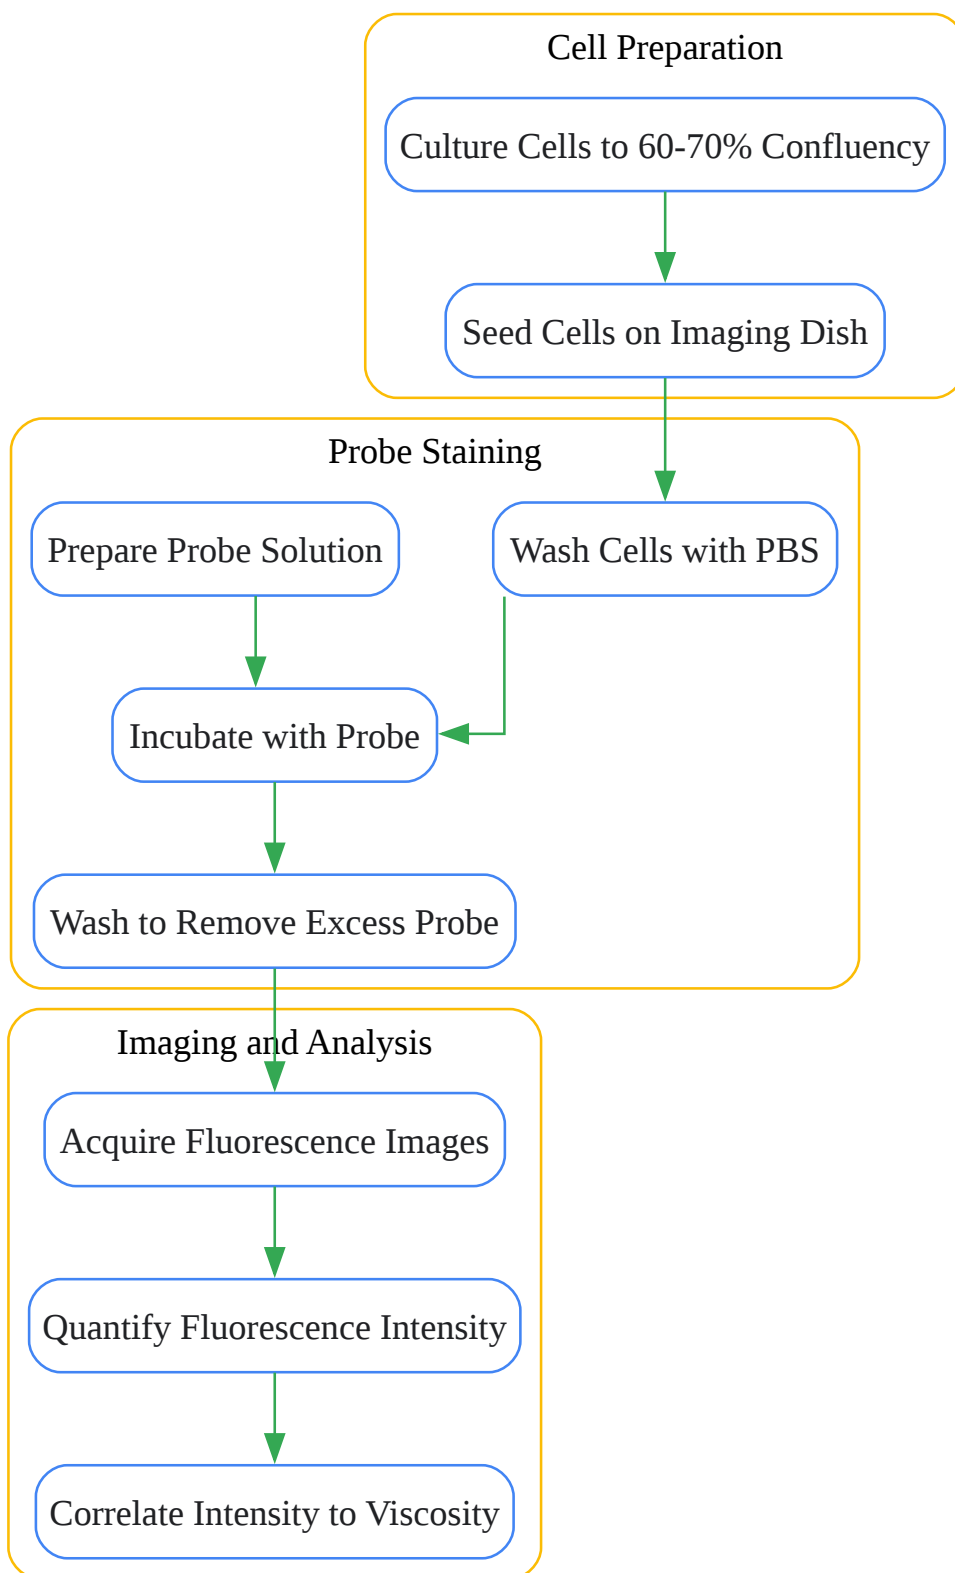 Cell Preparation
Culture Cells to 60-70% Confluency
Seed Cells on Imaging Dish
Probe Staining
Prepare Probe Solution
Wash Cells with PBS
Incubate with Probe
Wash to Remove Excess Probe
Imaging and Analysis
Acquire Fluorescence Images
Quantify Fluorescence Intensity
Correlate Intensity to Viscosity